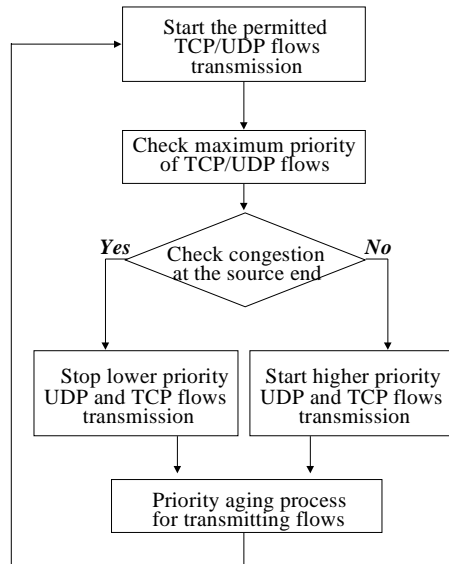 Start the permitted
TCP/UDP flows
transmission
Check maximum priority
of TCP/UDP flows
Yes
No
Check congestion
at the source end
Stop lower priority
UDP and TCP flows
transmission
Start higher priority
UDP and TCP flows
transmission
Priority aging process
for transmitting flows